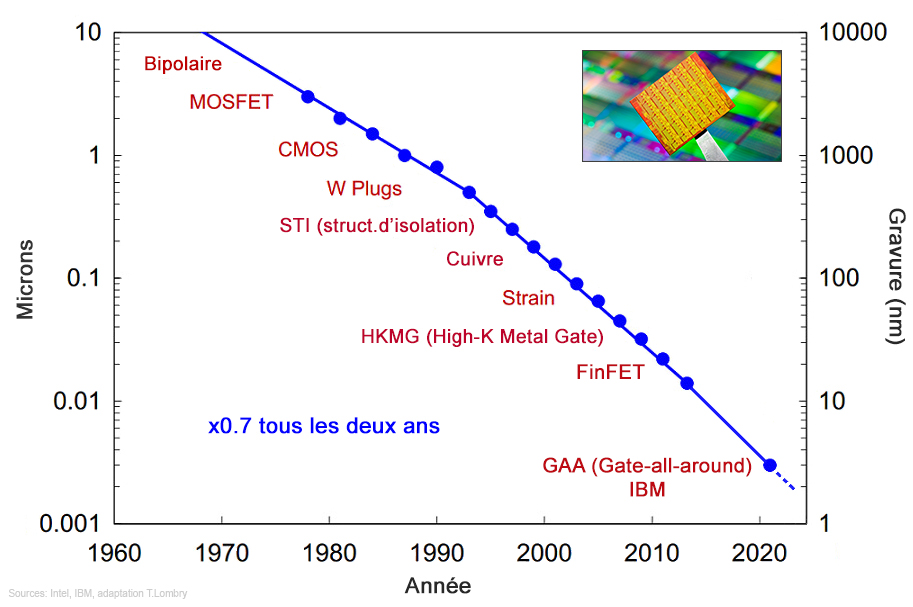 10
10000
Bipolaire
MOSFET
CMOS
1
1000
W Plugs
STI (struct.d'isolation)
Cuivre
0.1
100
Strain
HKMG (High-K Metal Gate)
FinFET
0.01
10
x0.7 tous les deux ans
GAA (Gate-all-around)
IBM
0.001
1
Microns
Gravure (nm)
1960
1970
1980
1990
2000
2010
2020
Année
Sources: Intel, IBM, adaptation T.Lombry